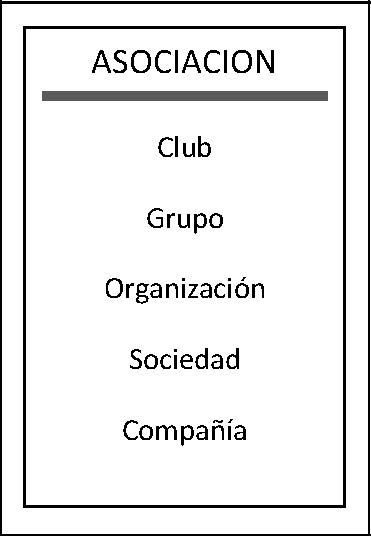 ASOCIACION
Club
Grupo
Organización
Sociedad
Compañía